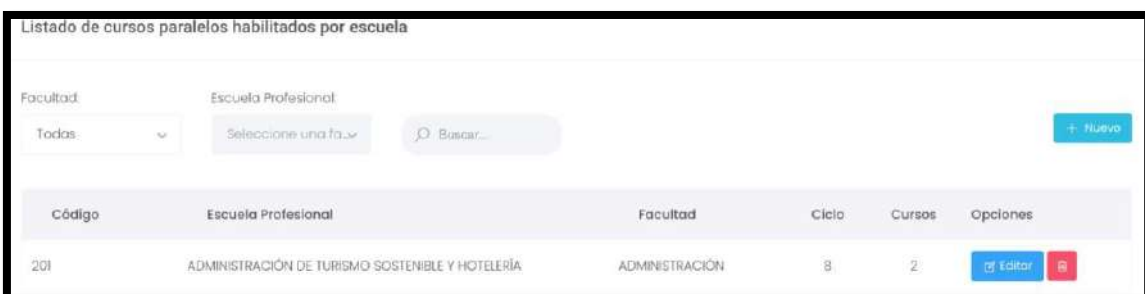 Listado de cursos paralelos habilitados por escuela
Facultad: Escuela Profesional:
Todas Seleccione una fa... Buscar... + Nuevo
Código Escuela Profesional Facultad Ciclo Cursos Opciones
201 ADMINISTRACIÓN DE TURISMO SOSTENIBLE Y HOTELERÍA ADMINISTRACIÓN 8 2 Editar